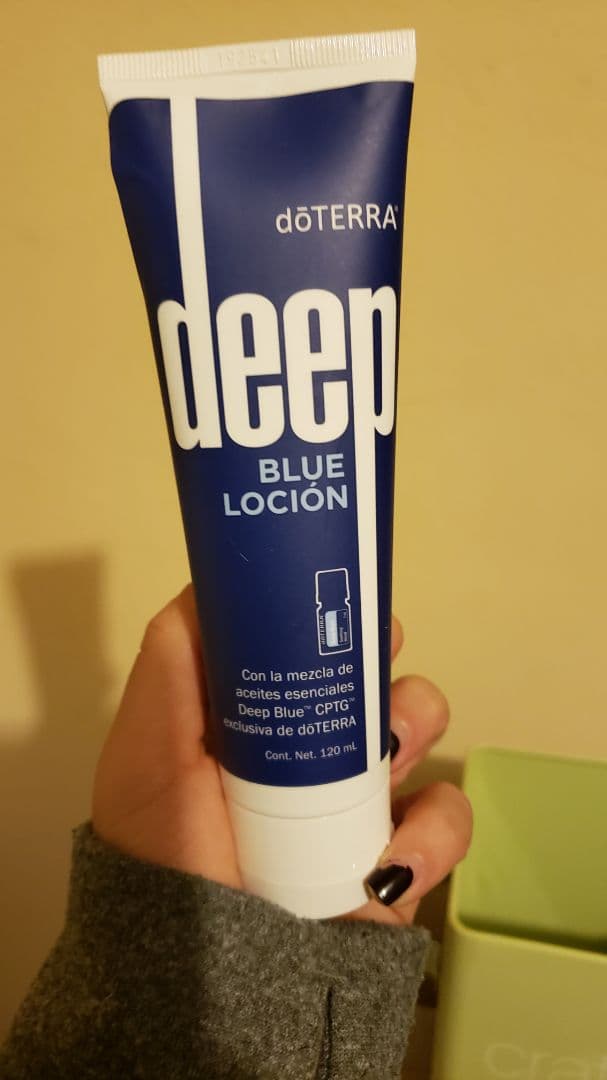 dōTERRA®
deep
BLUE
LOCIÓN
Con la mezcla de
aceites esenciales
Deep Blue™ CPTG™
exclusiva de dōTERRA
Cont. Net. 120 mL